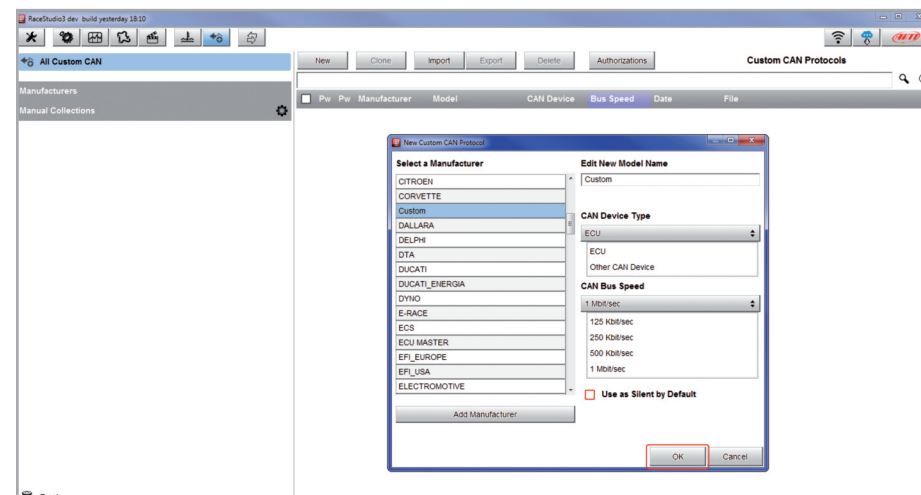 RaceStudio3 dev build yesterday 18:10
All Custom CAN
New Clone Import Export Delete Authorizations Custom CAN Protocols
Manufacturers
Manual Collections
Pw Pw Manufacturer Model CAN Device Bus Speed Date File
New Custom CAN Protocol
Select a Manufacturer
CITROEN
CORVETTE
Custom
DALLARA
DELPHI
DTA
DUCATI
DUCATI_ENERGIA
DYNO
E-RACE
ECS
ECU MASTER
EFI_EUROPE
EFI_USA
ELECTROMOTIVE
Add Manufacturer
Edit New Model Name
Custom
CAN Device Type
ECU
ECU
Other CAN Device
CAN Bus Speed
1 Mbit/sec
125 Kbit/sec
250 Kbit/sec
500 Kbit/sec
1 Mbit/sec
Use as Silent by Default
OK Cancel